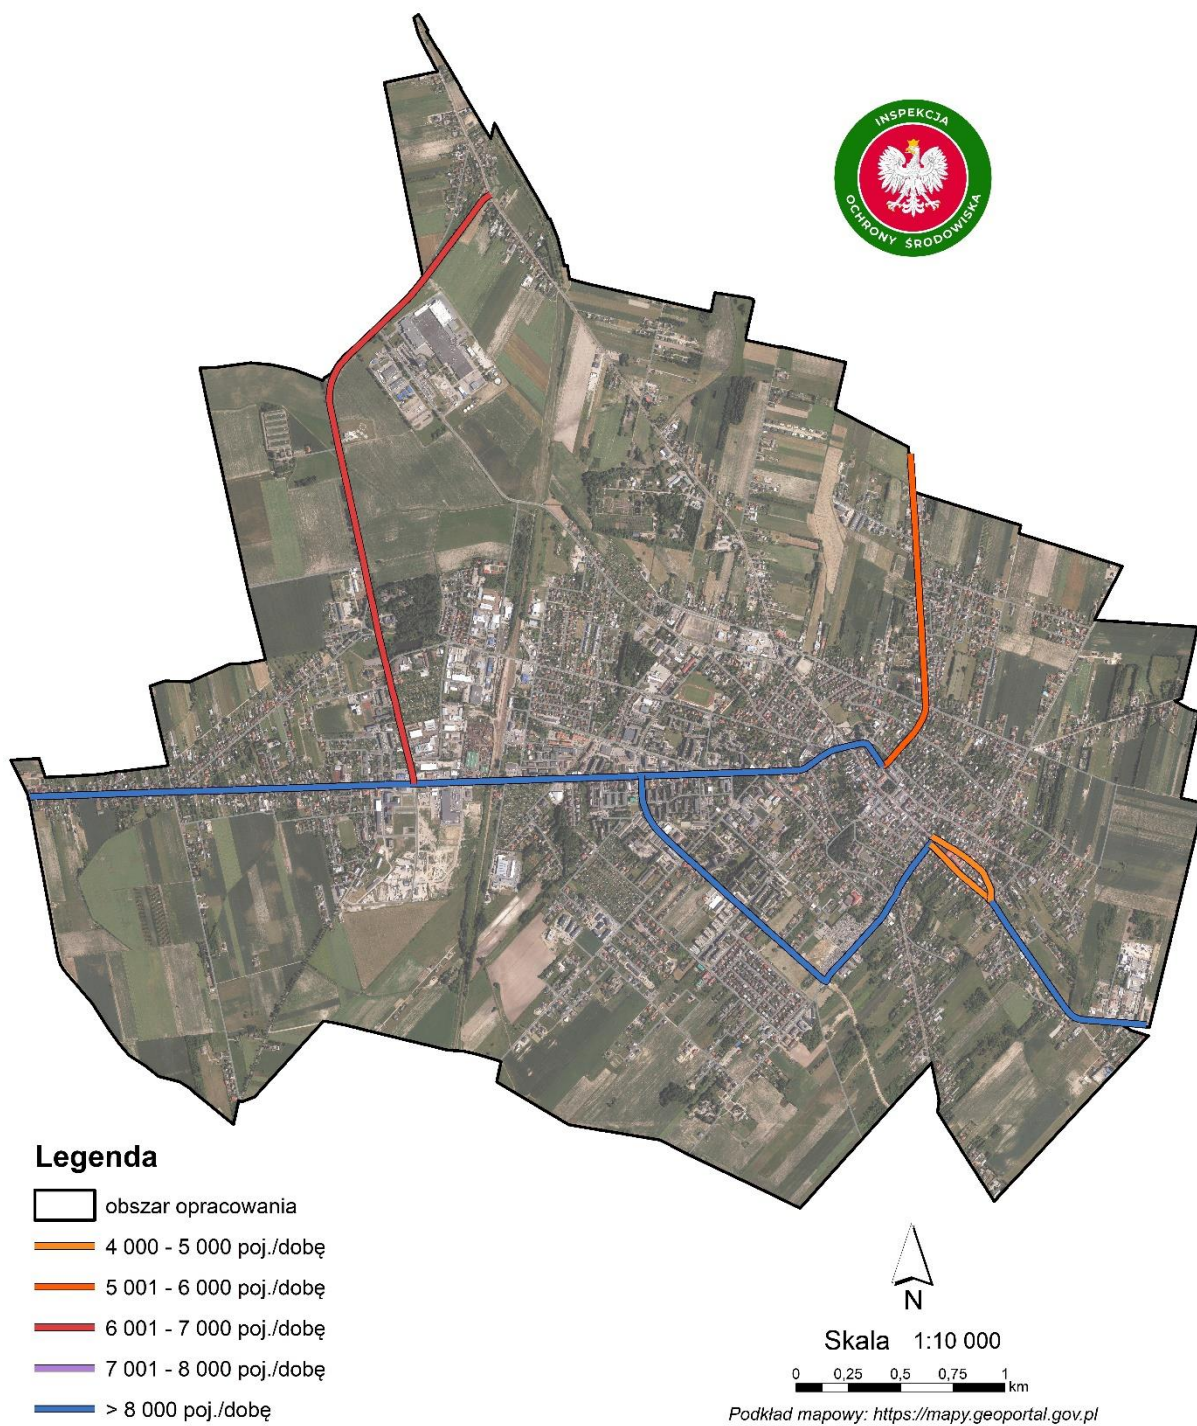 INSPEKCJA
OCHRONY ŚRODOWISKA
Legenda
obszar opracowania
4 000 - 5 000 poj./dobę
5 001 - 6 000 poj./dobę
6 001 - 7 000 poj./dobę
7 001 - 8 000 poj./dobę
> 8 000 poj./dobę
N
Skala 1:10 000
0 0,25 0,5 0,75 1
km
Podkład mapowy: https://mapy.geoportal.gov.pl